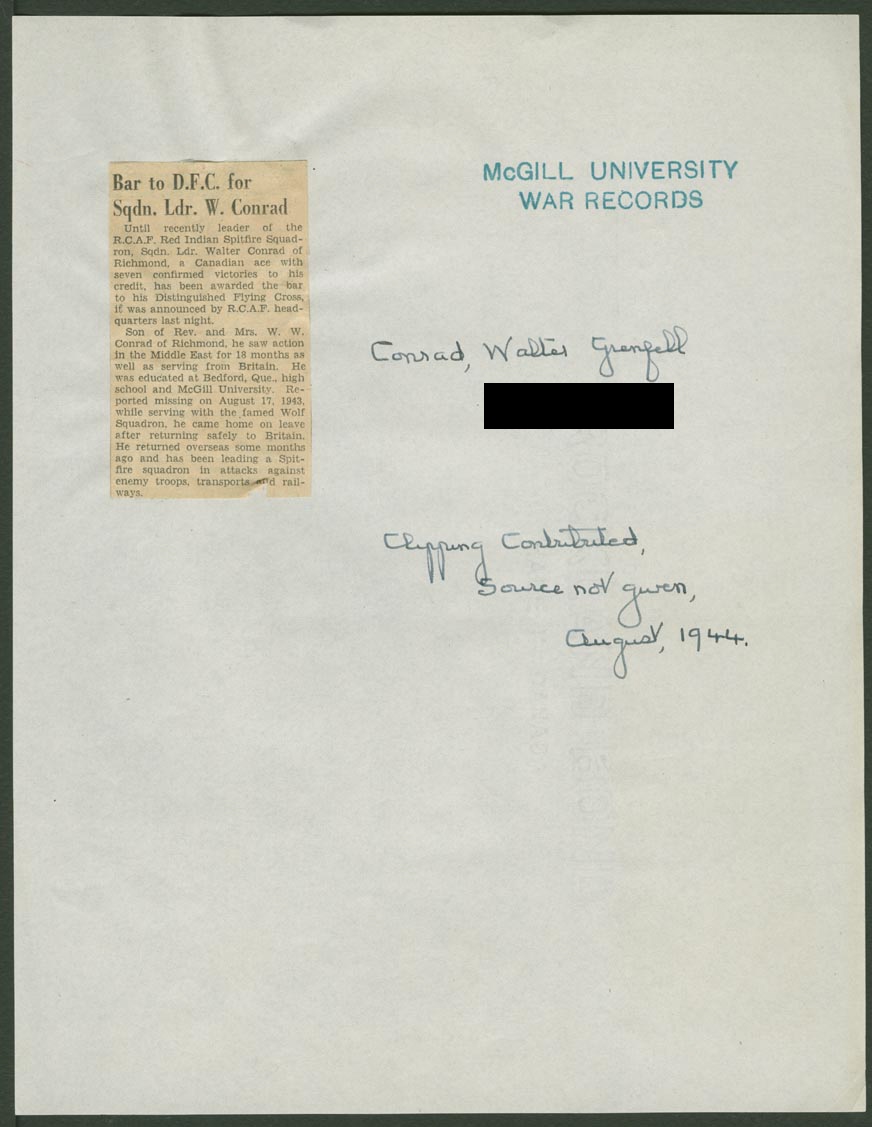 Bar to D.F.C. for
Sqdn. Ldr. W. Conrad
Until recently leader of the
R.C.A.F. Red Indian Spitfire Squad-
ron, Sqdn. Ldr. Walter Conrad of
Richmond, a Canadian ace with
seven confirmed victories to his
credit, has been awarded the bar
to his Distinguished Flying Cross,
it was announced by R.C.A.F. head-
quarters last night.
Son of Rev. and Mrs. W. W.
Conrad of Richmond, he saw action
in the Middle East for 18 months as
well as serving from Britain. He
was educated at Bedford, Que., high
school and McGill University. Re-
ported missing on August 17, 1943,
while serving with the famed Wolf
Squadron, he came home on leave
after returning safely to Britain.
He returned overseas some months
ago and has been leading a Spit-
fire squadron in attacks against
enemy troops, transports and rail-
ways.
McGILL UNIVERSITY
WAR RECORDS
Conrad, Walter Grenfell
Clipping Contributed,
Source not given,
August, 1944.